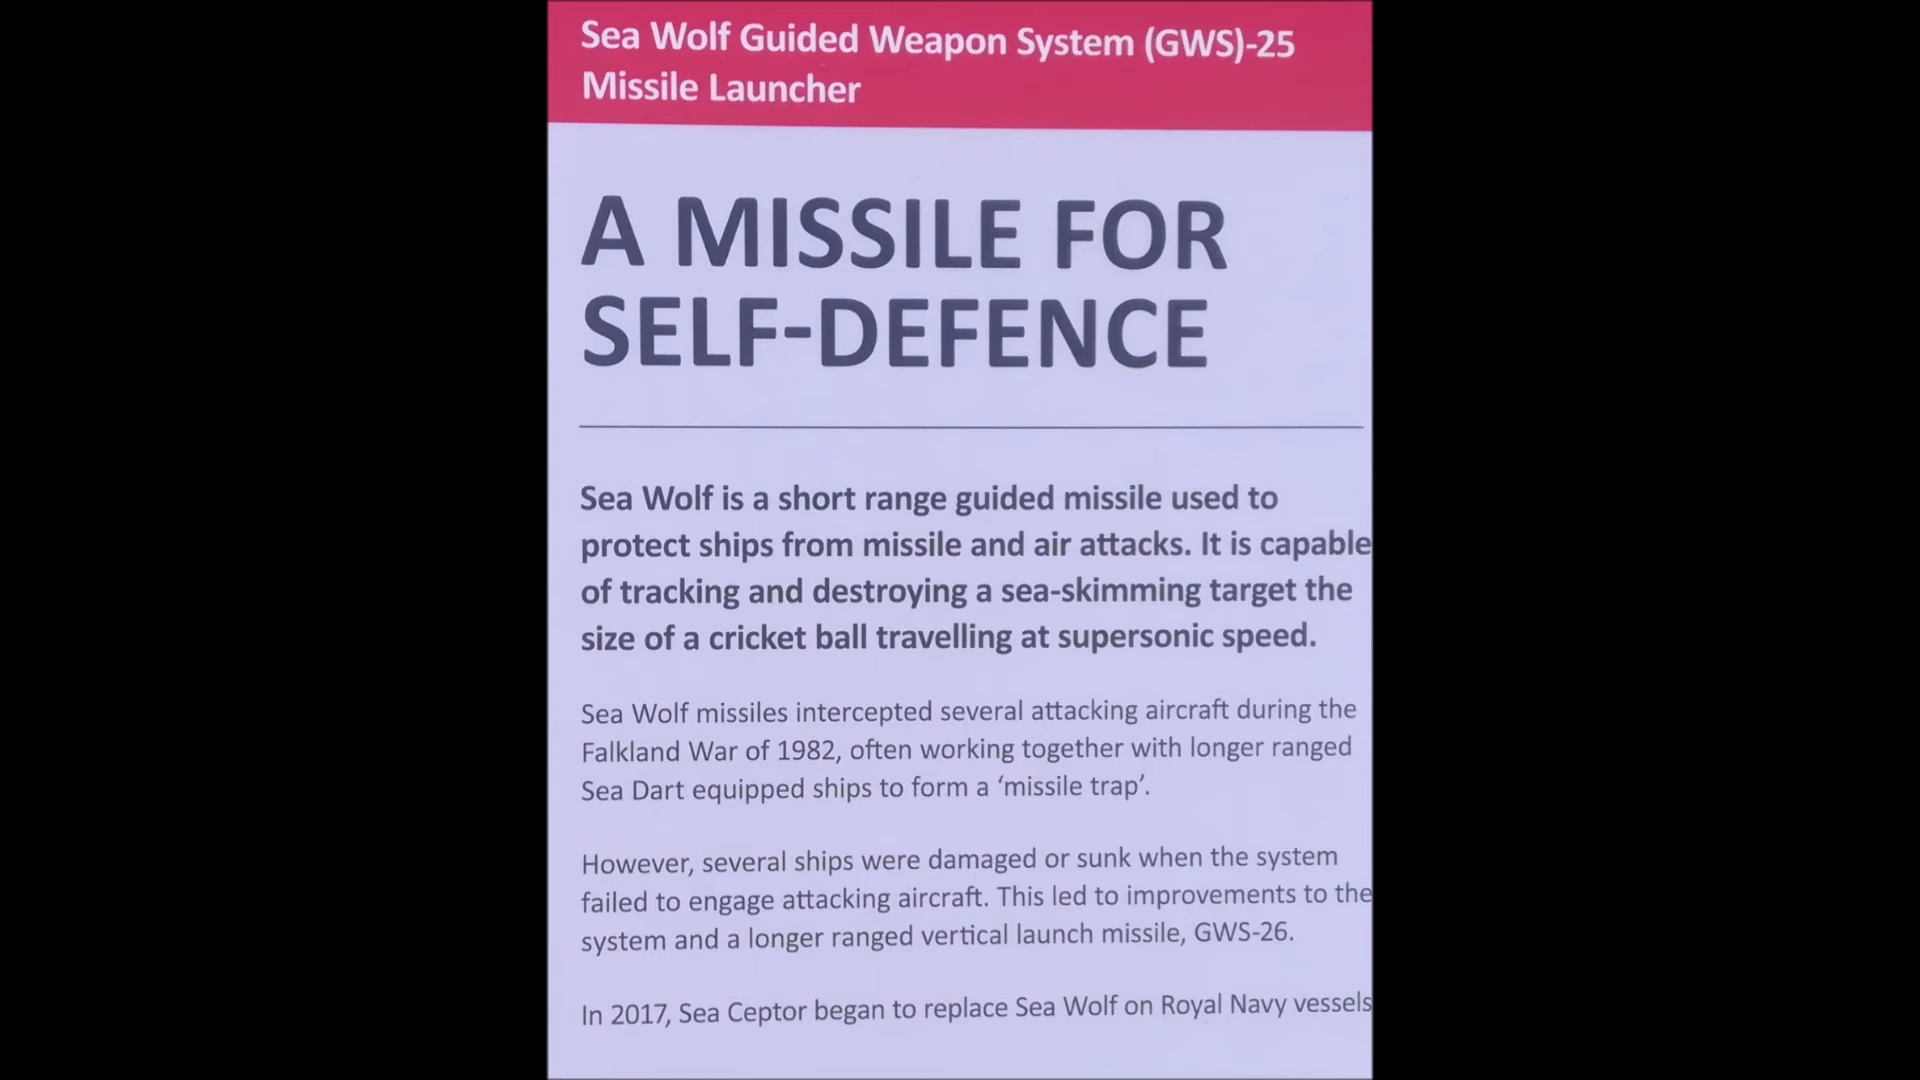 Sea Wolf Guided Weapon System (GWS)-25
Missile Launcher
A MISSILE FOR
SELF-DEFENCE
Sea Wolf is a short range guided missile used to
protect ships from missile and air attacks. It is capable
of tracking and destroying a sea-skimming target the
size of a cricket ball travelling at supersonic speed.
Sea Wolf missiles intercepted several attacking aircraft during the
Falkland War of 1982, often working together with longer ranged
Sea Dart equipped ships to form a ‘missile trap’.
However, several ships were damaged or sunk when the system
failed to engage attacking aircraft. This led to improvements to the
system and a longer ranged vertical launch missile, GWS-26.
In 2017, Sea Ceptor began to replace Sea Wolf on Royal Navy vessels